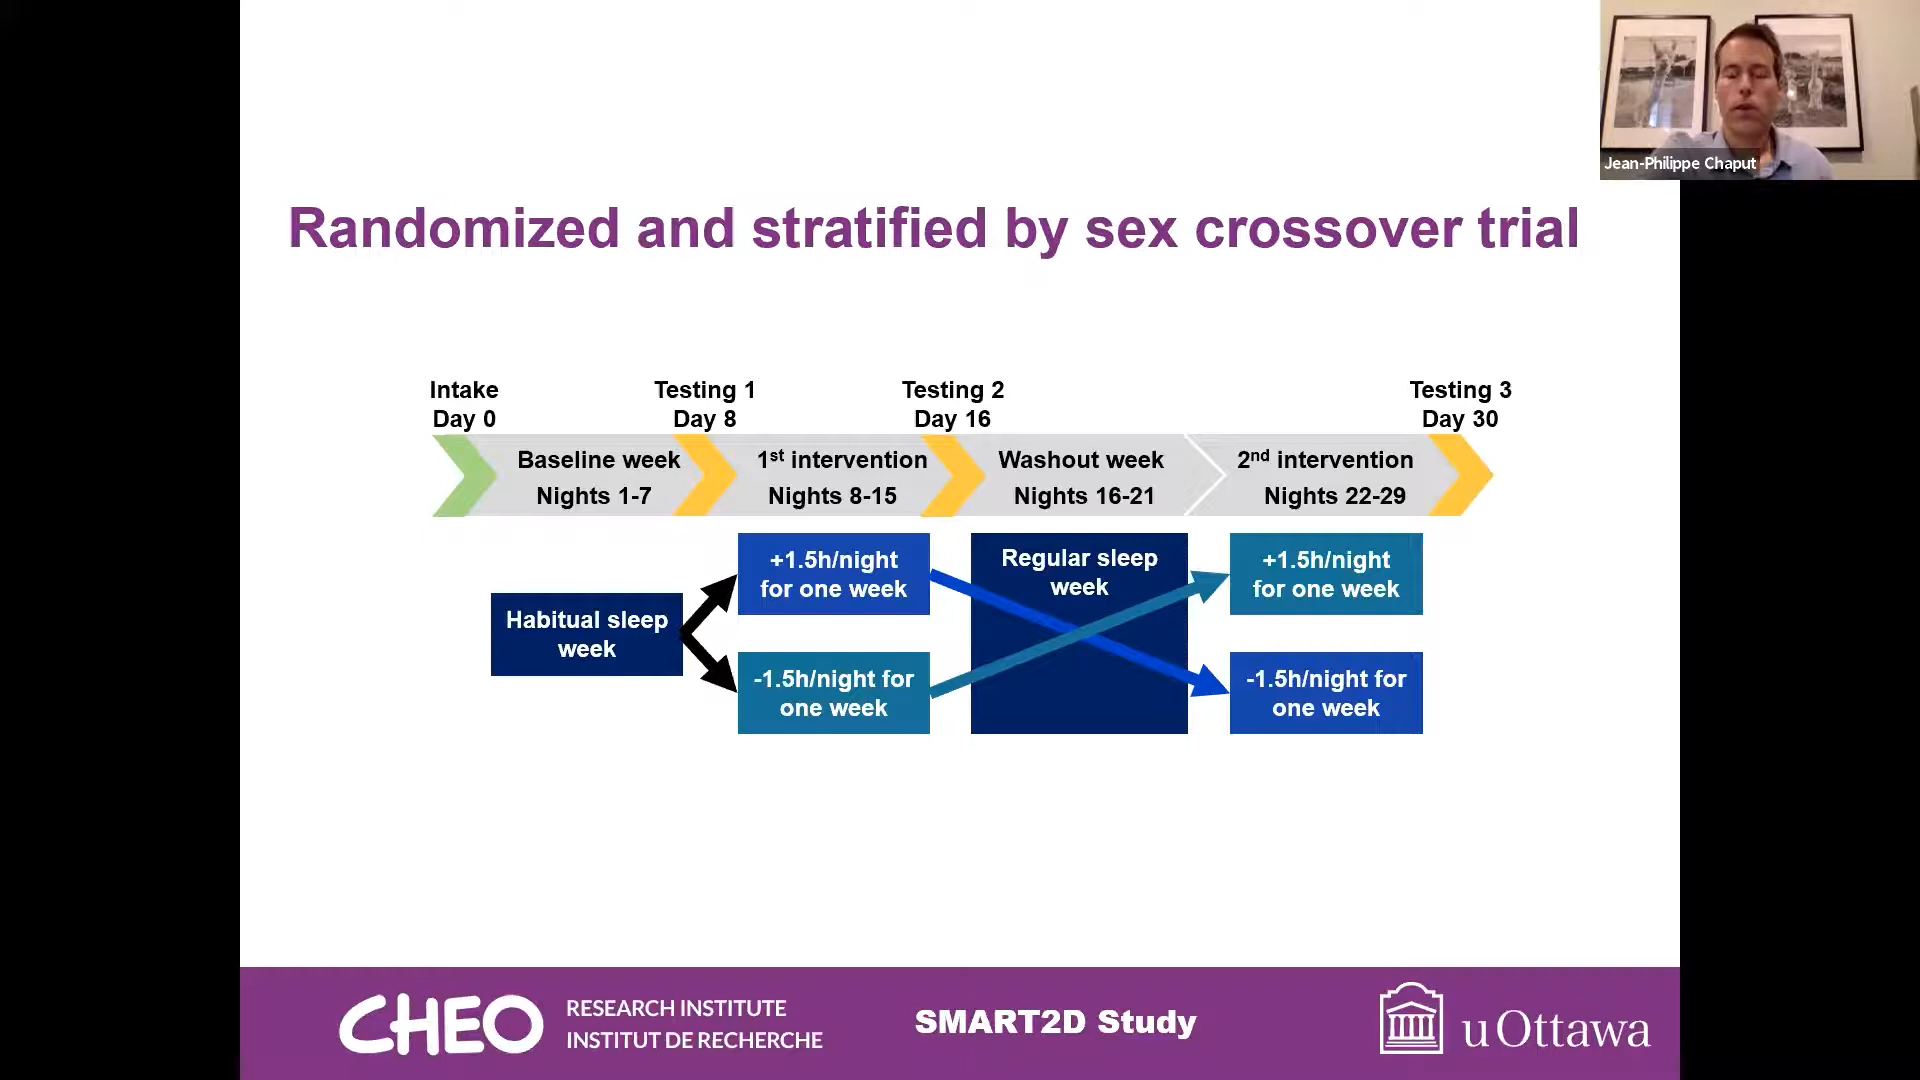 Jean-Philippe Chaput
Randomized and stratified by sex crossover trial
Intake
Day 0
Testing 1
Day 8
Testing 2
Day 16
Testing 3
Day 30
Baseline week
Nights 1-7
1st intervention
Nights 8-15
Washout week
Nights 16-21
2nd intervention
Nights 22-29
Habitual sleep
week
+1.5h/night
for one week
-1.5h/night for
one week
Regular sleep
week
+1.5h/night
for one week
-1.5h/night for
one week
CHEO
RESEARCH INSTITUTE
INSTITUT DE RECHERCHE
SMART2D Study
uOttawa